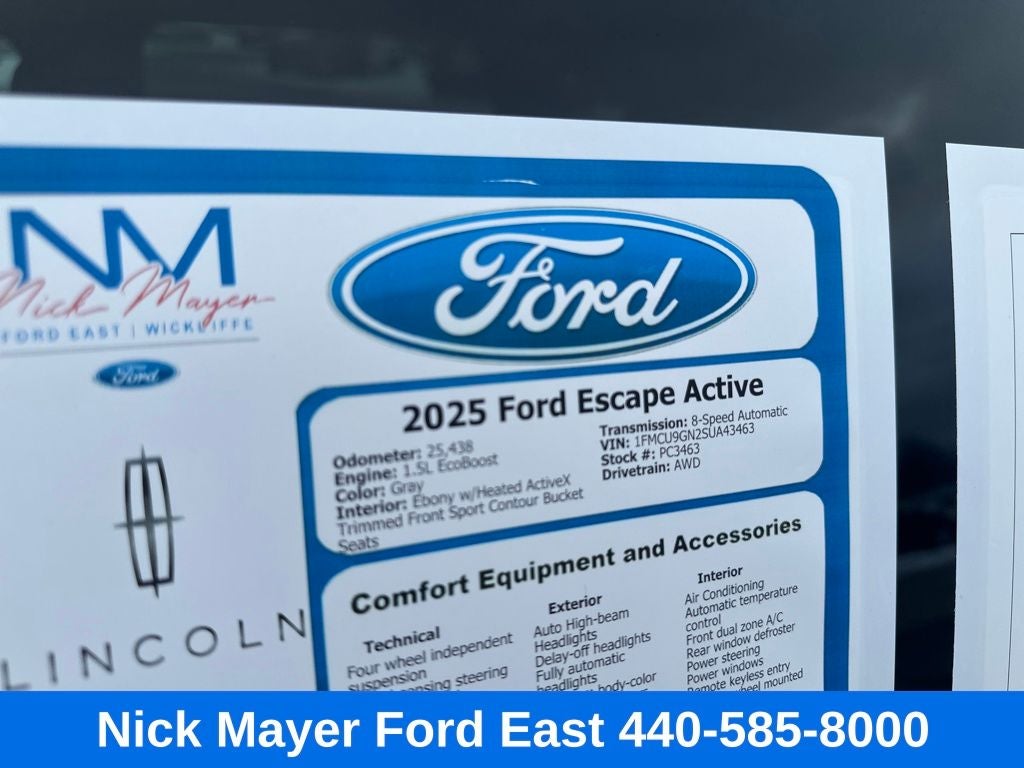 NM
Nick Mayer
FORD EAST | WICKLIFFE
Ford
Ford
LINCOLN
2025 Ford Escape Active
Odometer: 25,438
Engine: 1.5L EcoBoost
Color: Gray
Interior: Ebony w/Heated ActiveX
Trimmed Front Sport Contour Bucket
Seats
Transmission: 8-Speed Automatic
VIN: 1FMCU9GN2SUA43463
Stock #: PC3463
Drivetrain: AWD
Comfort Equipment and Accessories
Technical
Four wheel independent
suspension
steering
Exterior
Auto High-beam
Headlights
Delay-off headlights
Fully automatic
headlights
body-color
Interior
Air Conditioning
Automatic temperature
control
Front dual zone A/C
Rear window defroster
Power steering
Power windows
Remote keyless entry
mounted
Nick Mayer Ford East 440-585-8000